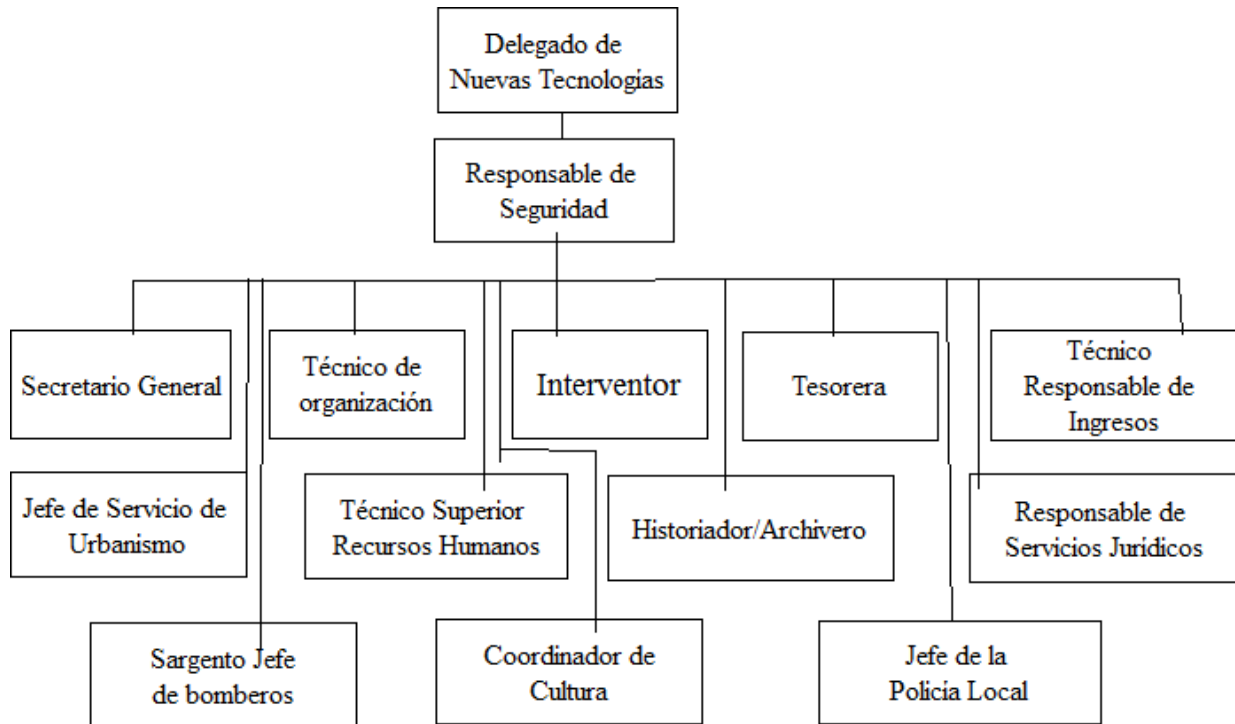 Delegado de
Nuevas Tecnologías
Responsable de
Seguridad
Secretario General
Técnico de
organización
Interventor
Tesorera
Técnico
Responsable de
Ingresos
Jefe de Servicio de
Urbanismo
Técnico Superior
Recursos Humanos
Historiador/Archivero
Responsable de
Servicios Jurídicos
Sargento Jefe
de bomberos
Coordinador de
Cultura
Jefe de la
Policia Local